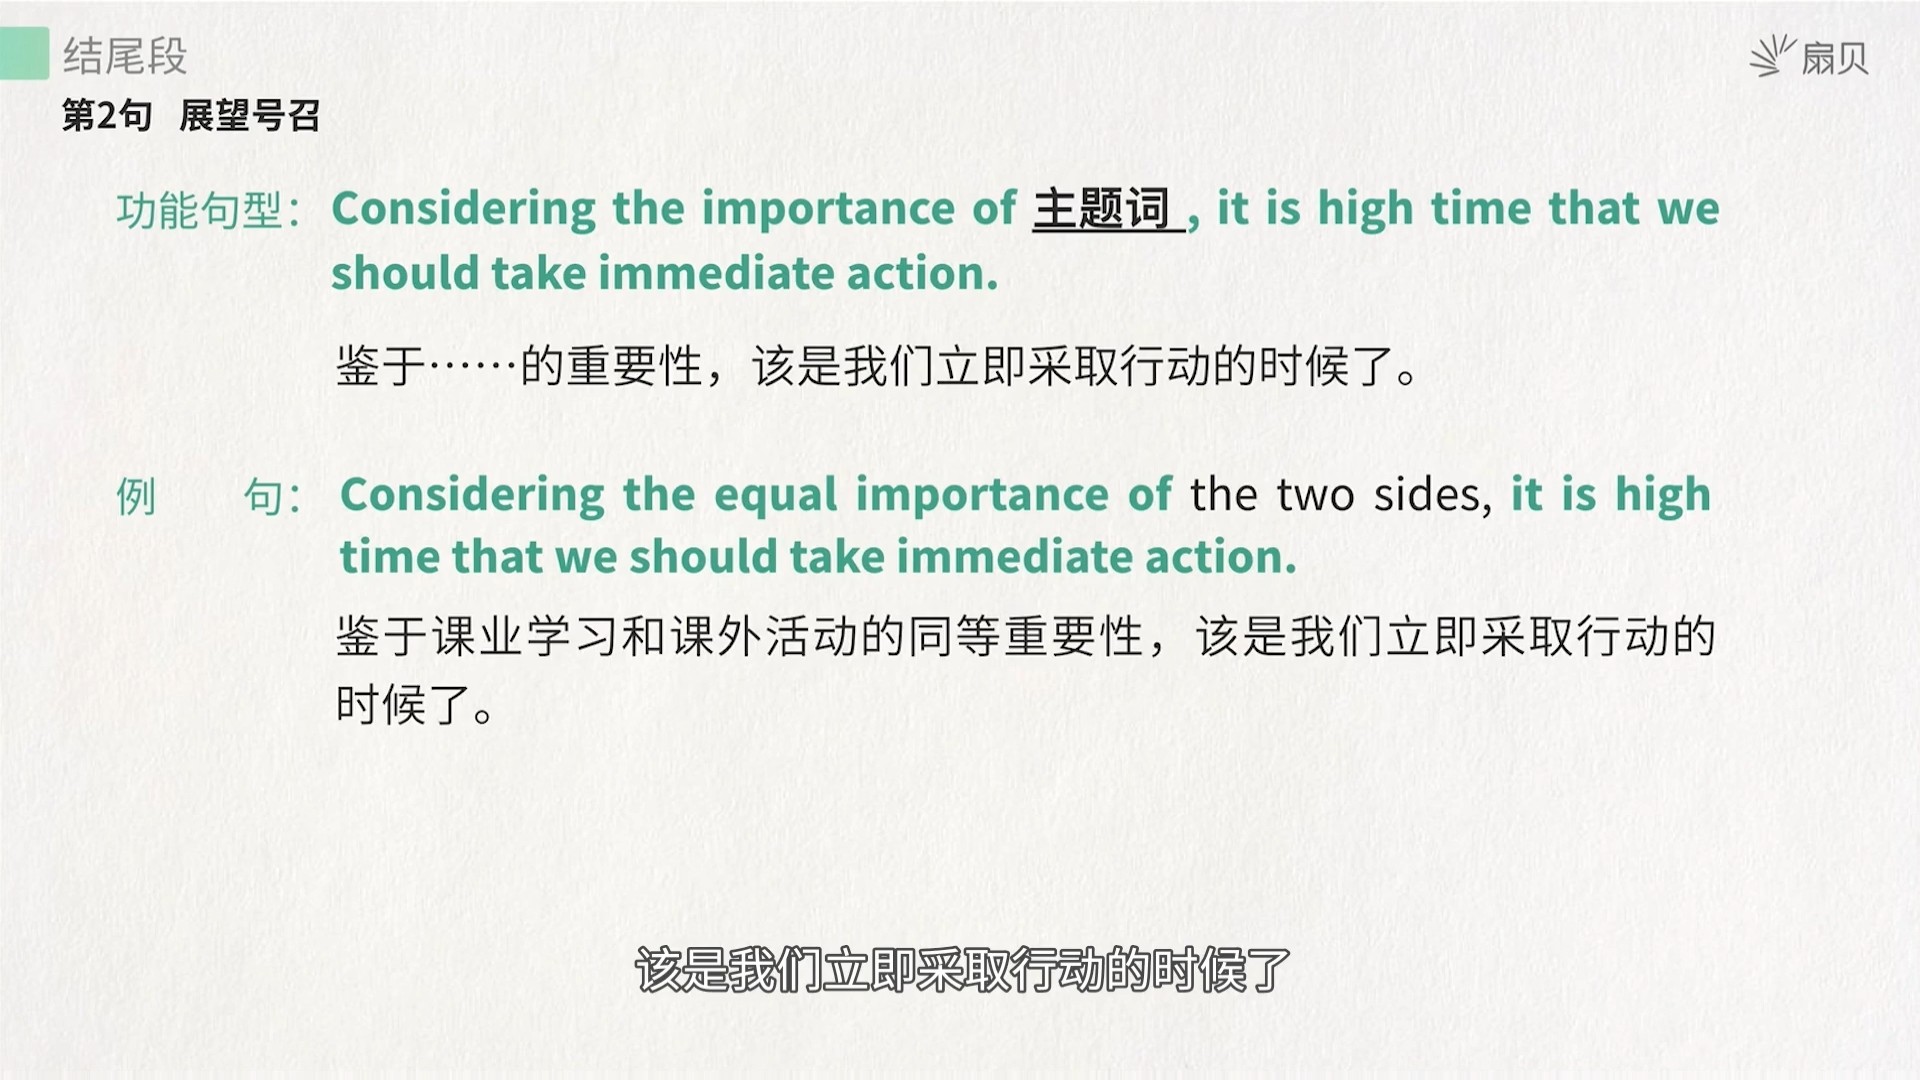 结尾段
扇贝
第2句 展望号召
功能句型： Considering the importance of 主题词 , it is high time that we
should take immediate action.
鉴于……的重要性，该是我们立即采取行动的时候了。
例 句： Considering the equal importance of the two sides, it is high
time that we should take immediate action.
鉴于课业学习和课外活动的同等重要性，该是我们立即采取行动的
时候了。
该是我们立即采取行动的时候了